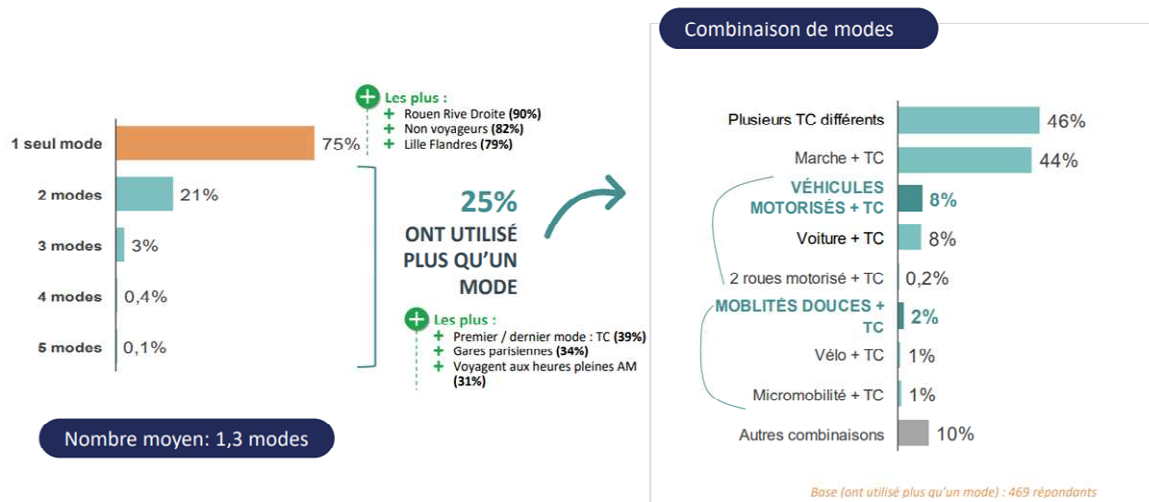 Combinaison de modes
Les plus :
Rouen Rive Droite (90%)
Non voyageurs (82%)
Lille Flandres (79%)
1 seul mode
75%
2 modes
21%
3 modes
3%
4 modes
0,4%
5 modes
0,1%
25%
ONT UTILISÉ
PLUS QU'UN
MODE
Les plus :
Premier / dernier mode : TC (39%)
Gares parisiennes (34%)
Voyagent aux heures pleines AM
(31%)
Nombre moyen: 1,3 modes
Plusieurs TC différents
46%
Marche + TC
44%
VÉHICULES
MOTORISÉS + TC
8%
Voiture + TC
8%
2 roues motorisé + TC
0,2%
MOBLITÉS DOUCES +
TC
2%
Vélo + TC
1%
Micromobilité + TC
1%
Autres combinaisons
10%
Base (ont utilisé plus qu'un mode) : 469 répondants